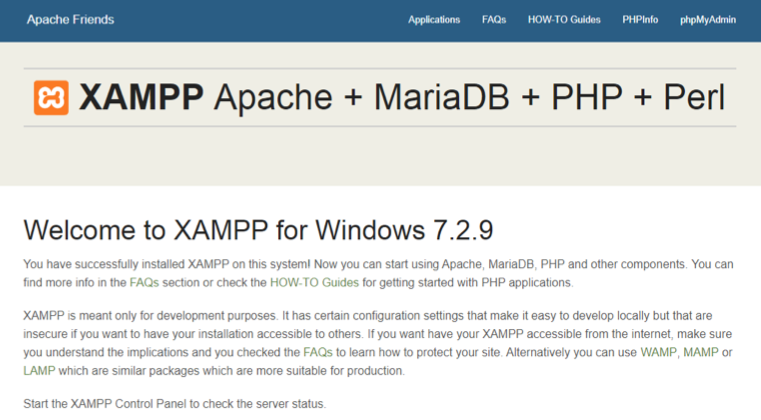 Apache Friends Applications FAQs HOW-TO Guides PHPInfo phpMyAdmin
XAMPP Apache + MariaDB + PHP + Perl
Welcome to XAMPP for Windows 7.2.9
You have successfully installed XAMPP on this system! Now you can start using Apache, MariaDB, PHP and other components. You can
find more info in the FAQs section or check the HOW-TO Guides for getting started with PHP applications.
XAMPP is meant only for development purposes. It has certain configuration settings that make it easy to develop locally but that are
insecure if you want to have your installation accessible to others. If you want have your XAMPP accessible from the internet, make sure
you understand the implications and you checked the FAQs to learn how to protect your site. Alternatively you can use WAMP, MAMP or
LAMP which are similar packages which are more suitable for production.
Start the XAMPP Control Panel to check the server status.